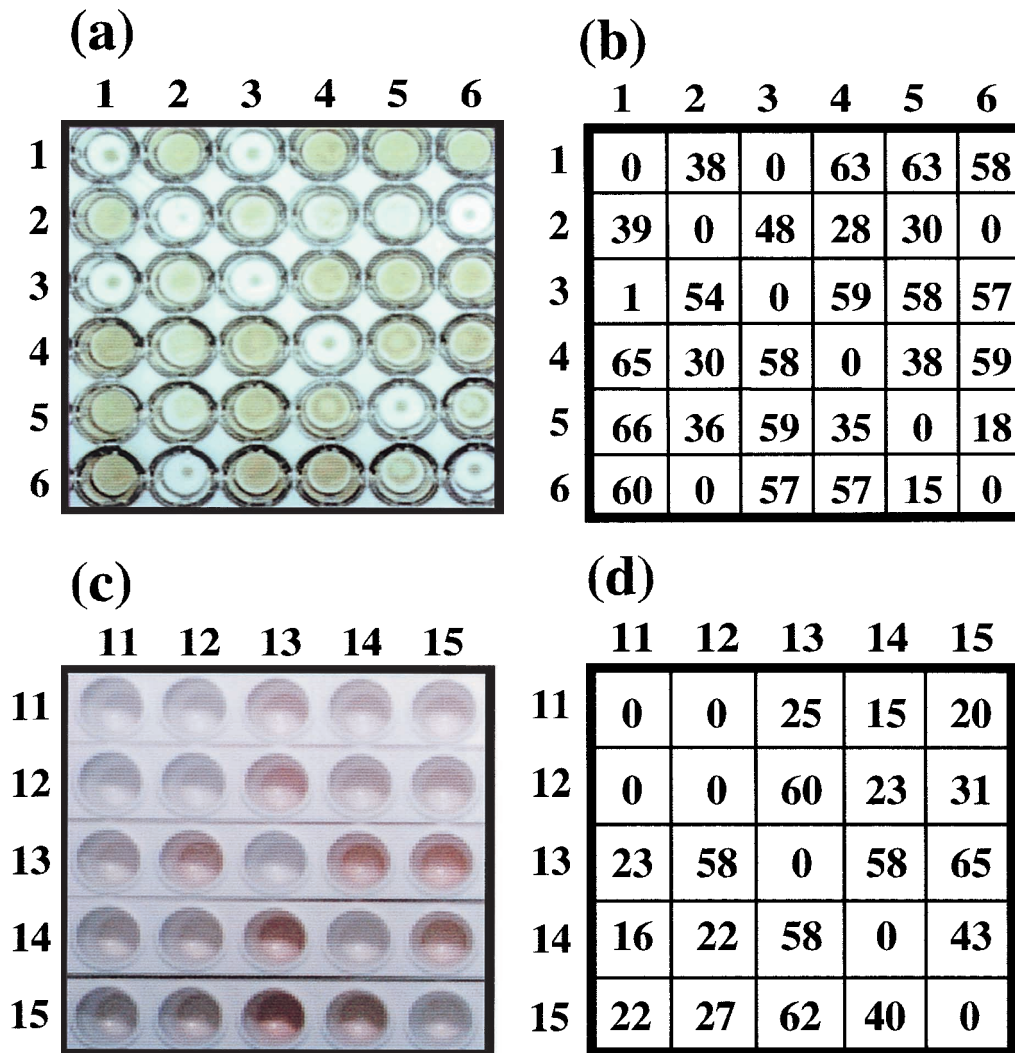 (a)
1 2 3 4 5 6
1
2
3
4
5
6
(b)
1 2 3 4 5 6
1 0 38 0 63 63 58
2 39 0 48 28 30 0
3 1 54 0 59 58 57
4 65 30 58 0 38 59
5 66 36 59 35 0 18
6 60 0 57 57 15 0
(c)
11 12 13 14 15
11
12
13
14
15
(d)
11 12 13 14 15
11 0 0 25 15 20
12 0 0 60 23 31
13 23 58 0 58 65
14 16 22 58 0 43
15 22 27 62 40 0